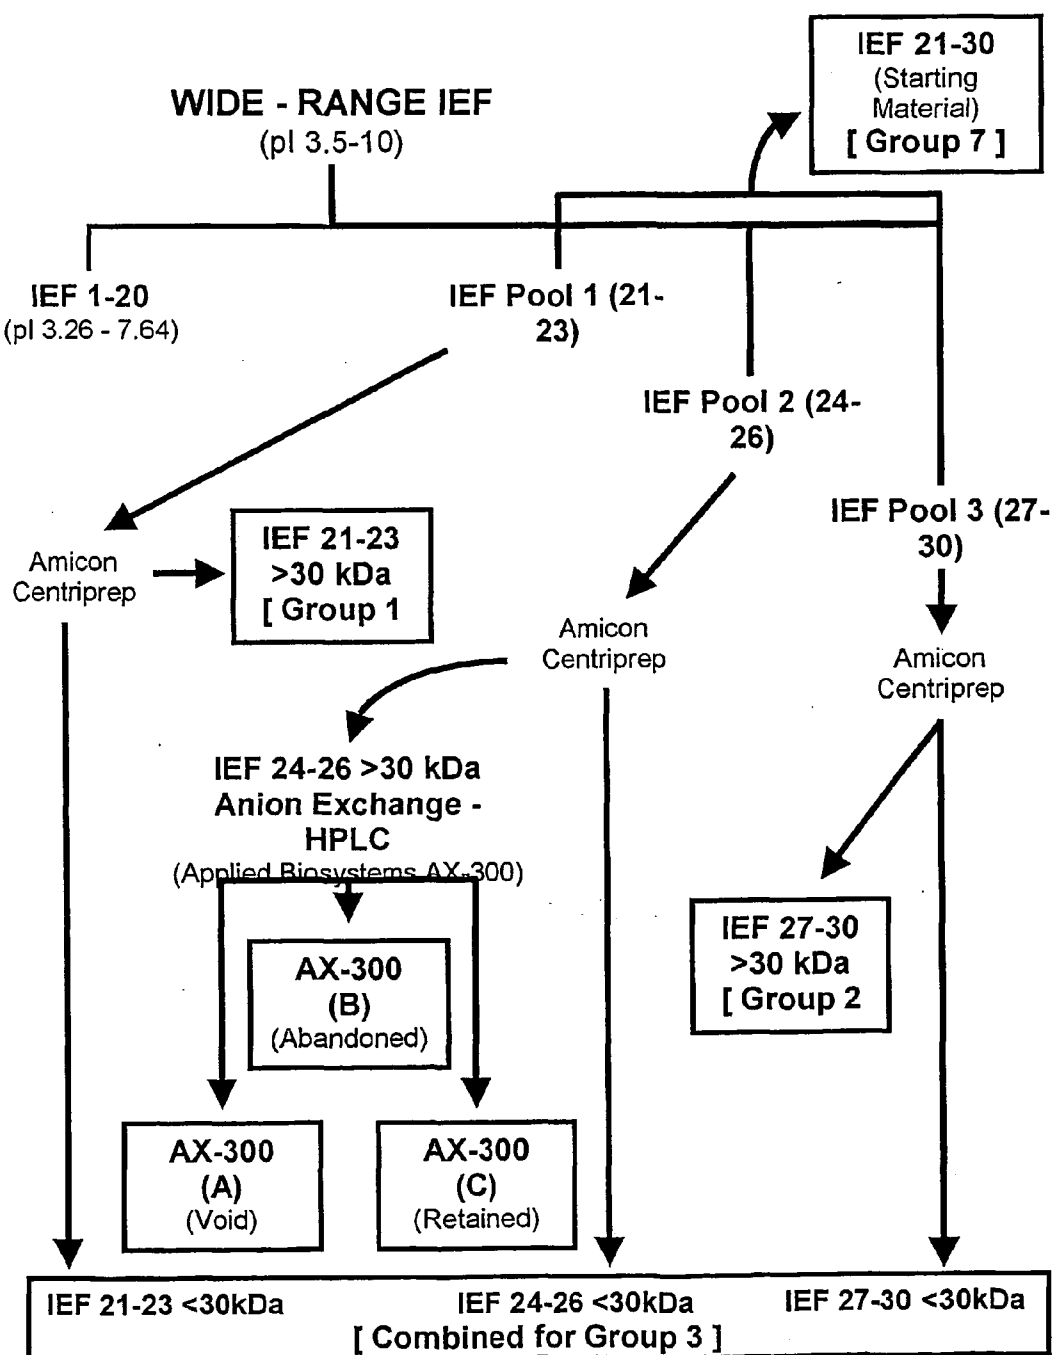 IEF 21-30
(Starting
Material)
[ Group 7 ]
WIDE - RANGE IEF
(pI 3.5-10)
IEF 1-20
(pI 3.26 - 7.64)
IEF Pool 1 (21-
23)
IEF Pool 2 (24-
26)
IEF Pool 3 (27-
30)
Amicon
Centriprep
IEF 21-23
>30 kDa
[ Group 1
Amicon
Centriprep
Amicon
Centriprep
IEF 24-26 >30 kDa
Anion Exchange -
HPLC
(Applied Biosystems AX-300)
IEF 27-30
>30 kDa
[ Group 2
AX-300
(B)
(Abandoned)
AX-300
(A)
(Void)
AX-300
(C)
(Retained)
IEF 21-23 <30kDa
IEF 24-26 <30kDa
IEF 27-30 <30kDa
[ Combined for Group 3 ]